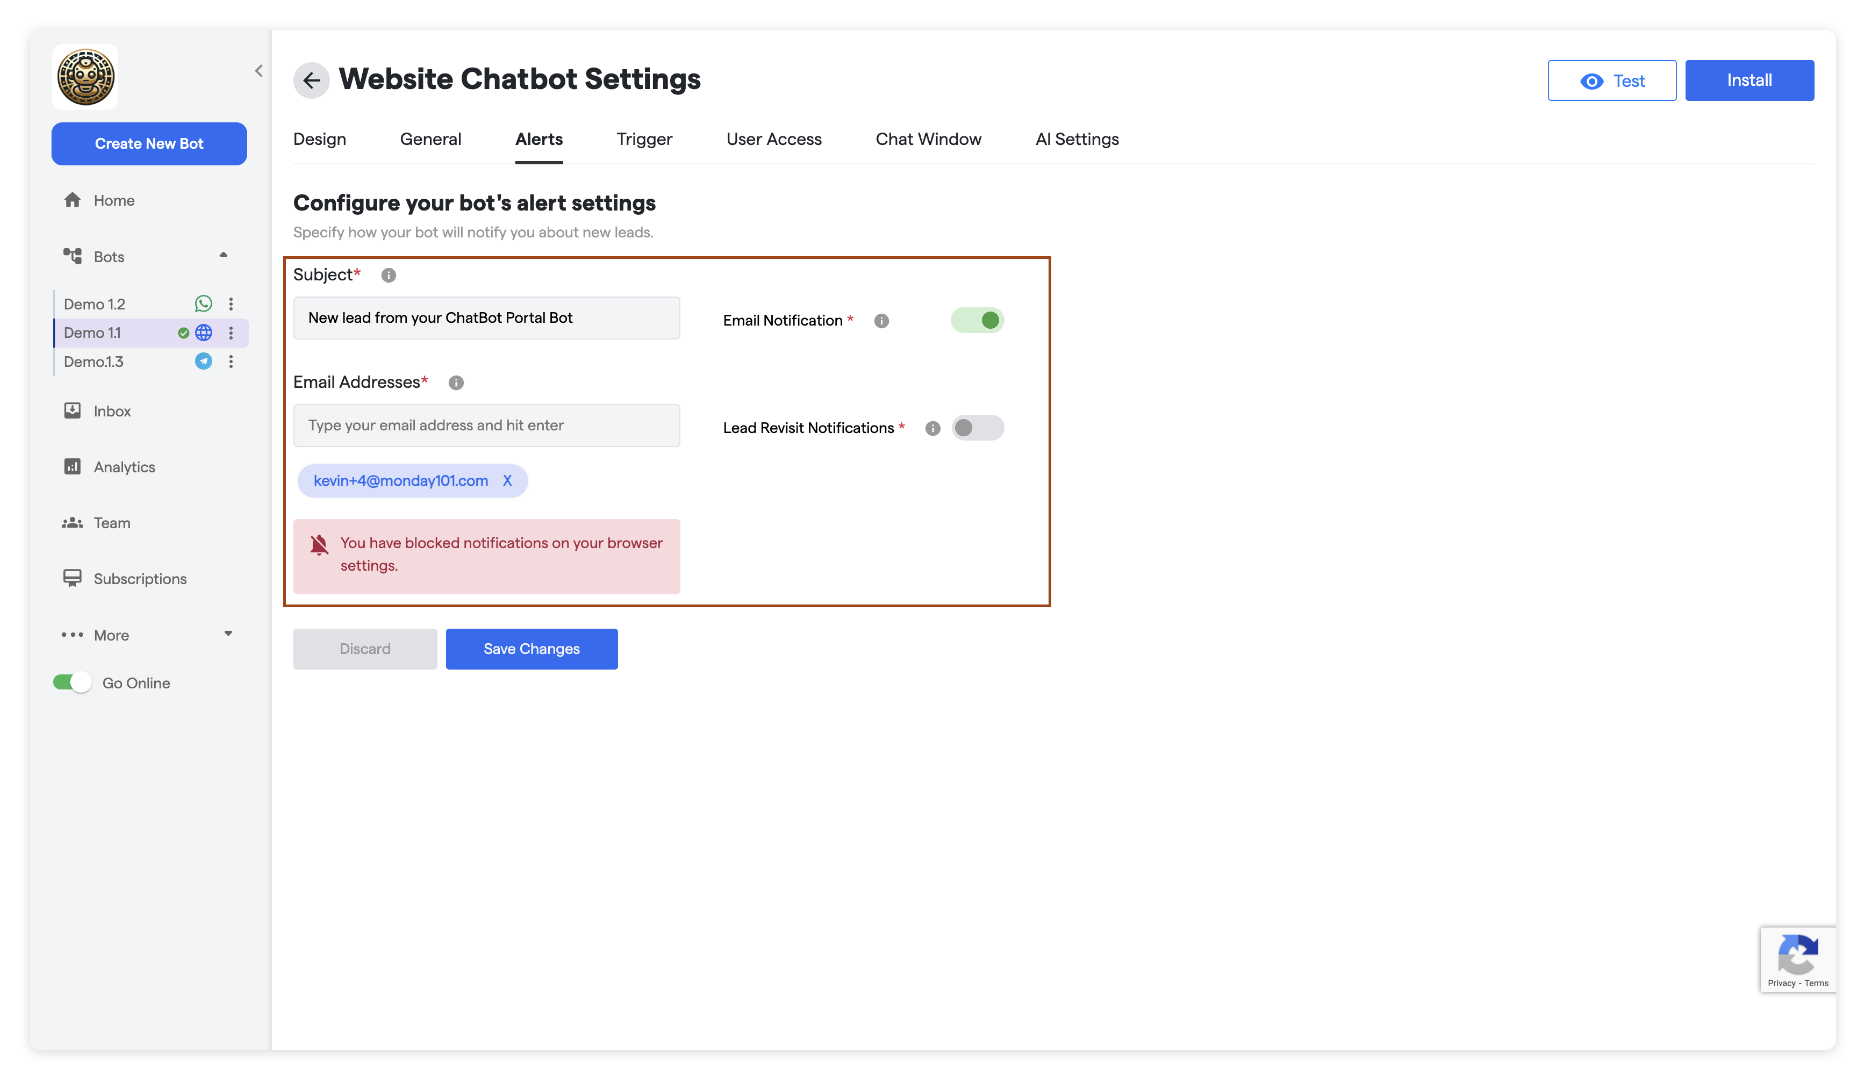 Website Chatbot Settings
Test
Install
Create New Bot
Design
General
Alerts
Trigger
User Access
Chat Window
AI Settings
Home
Bots
Demo 1.2
Demo 1.1
Demo.1.3
Inbox
Analytics
Team
Subscriptions
More
Go Online
Configure your bot's alert settings
Specify how your bot will notify you about new leads.
Subject*
New lead from your ChatBot Portal Bot
Email Notification *
Email Addresses*
Type your email address and hit enter
Lead Revisit Notifications *
kevin+4@monday101.com X
You have blocked notifications on your browser
settings.
Discard
Save Changes
Privacy - Terms